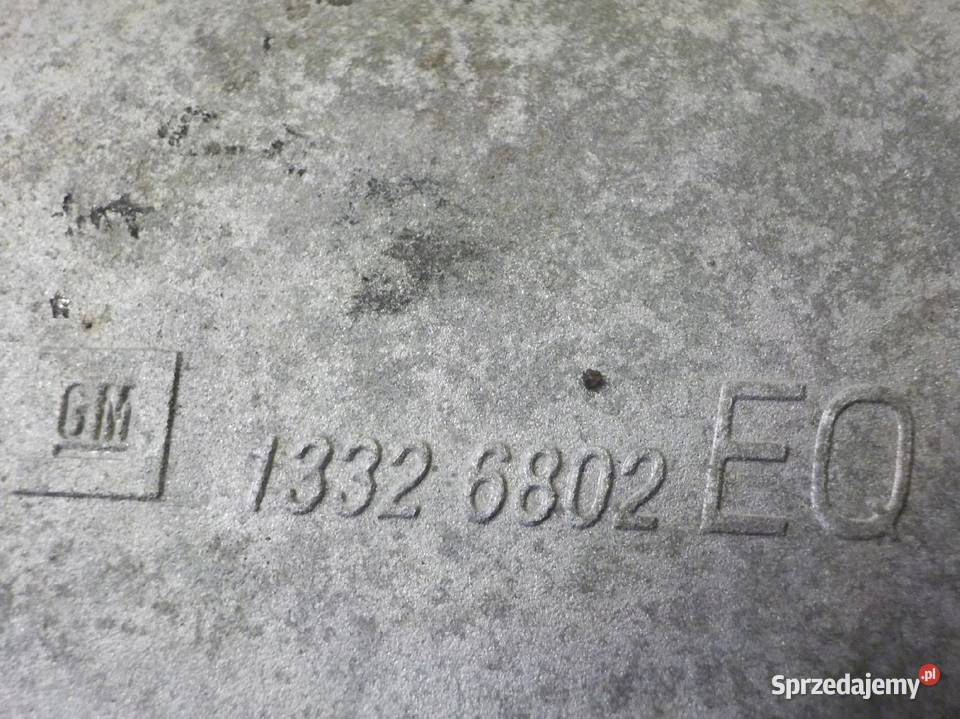 GM
1332 6802 EQ
Sprzedajemy.pl